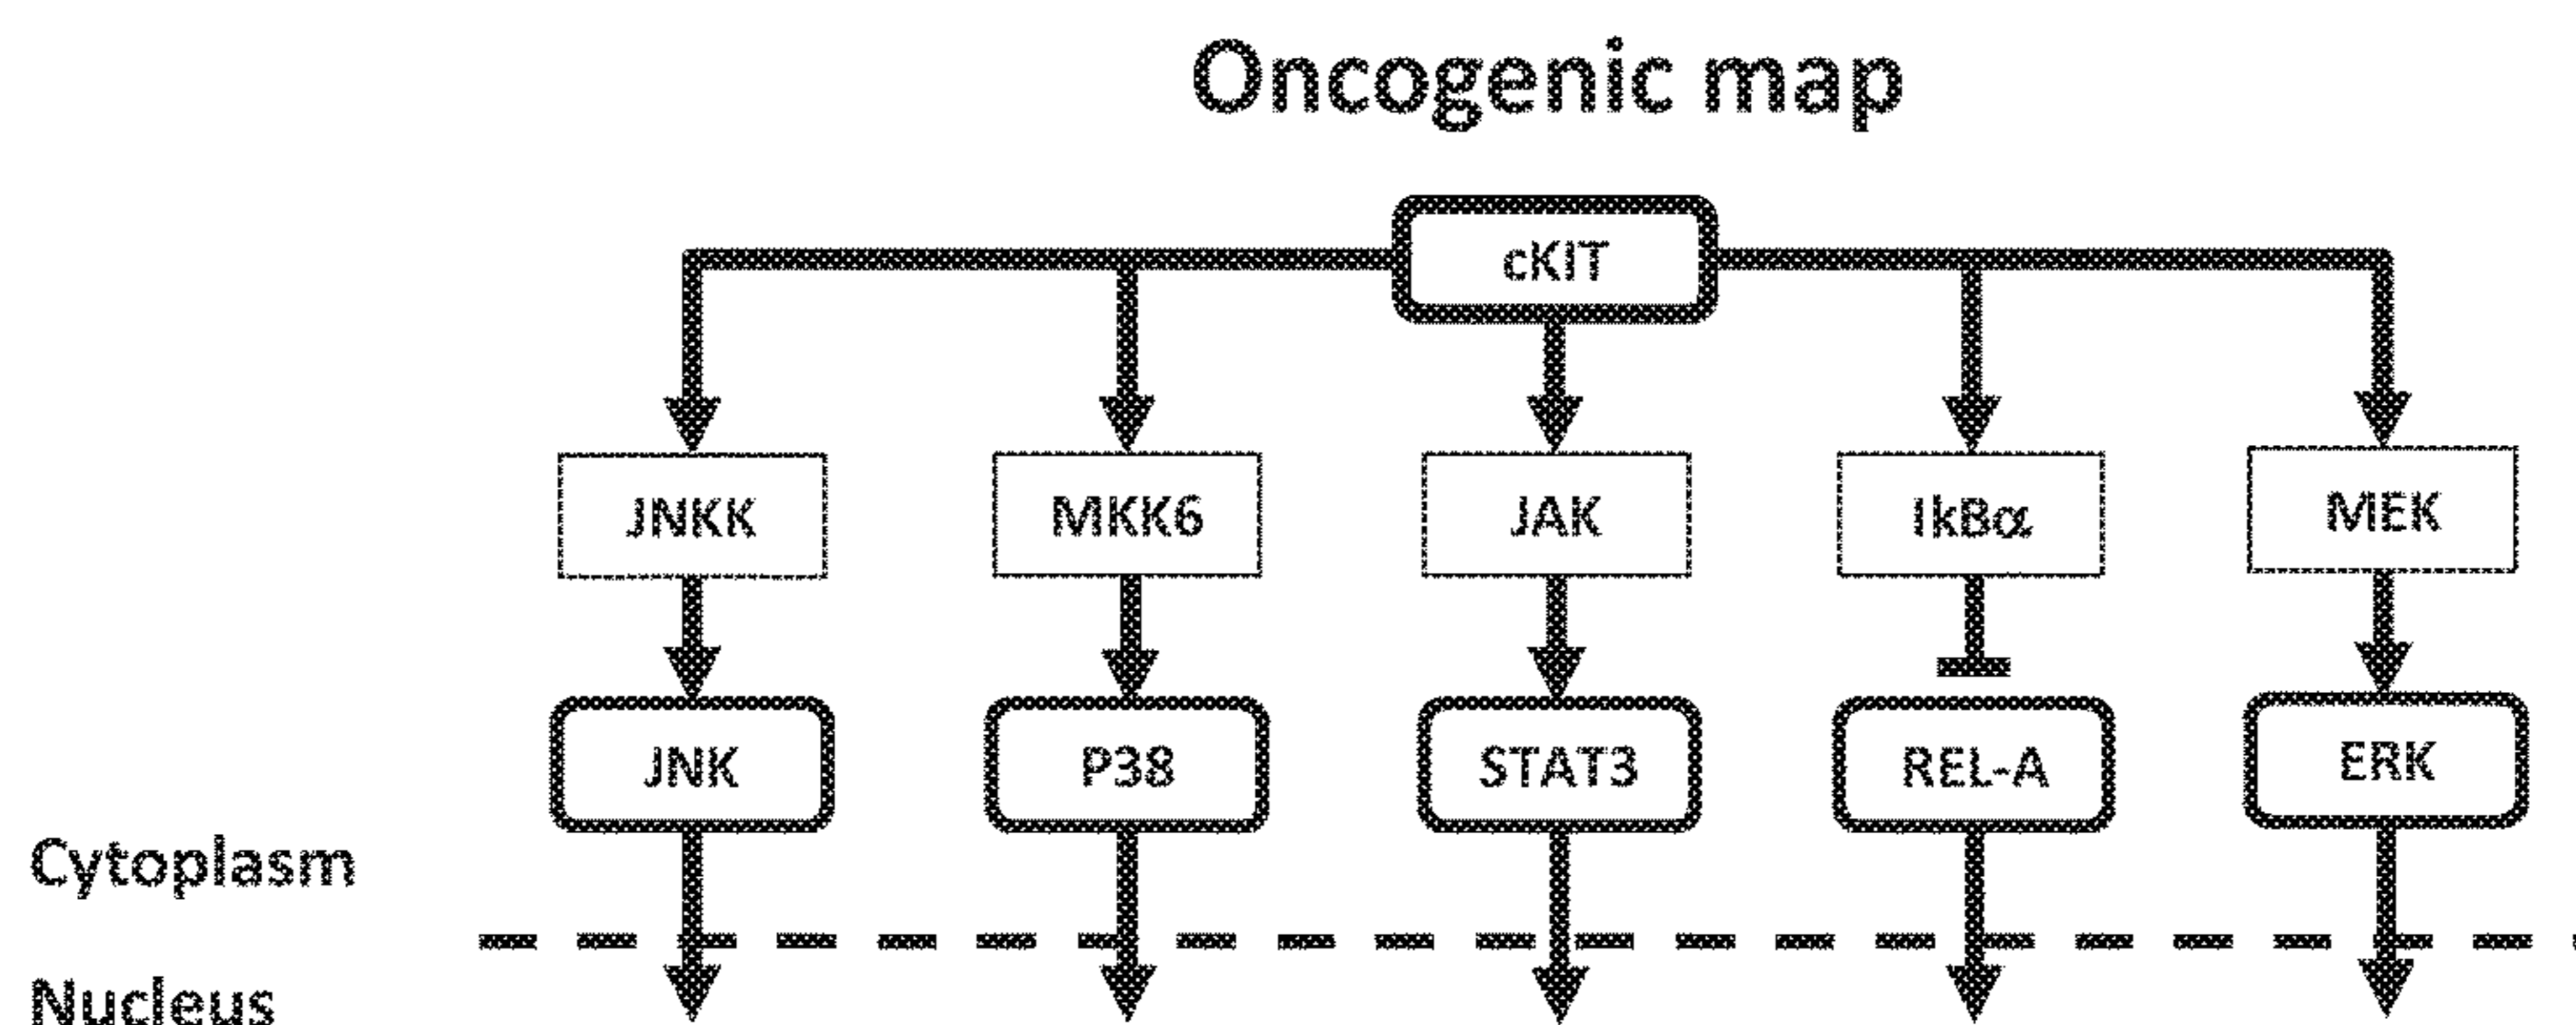 Oncogenic map
cKIT
JNKK
MKK6
JAK
IkBα
MEK
JNK
P38
STAT3
REL-A
ERK
Cytoplasm
Nucleus